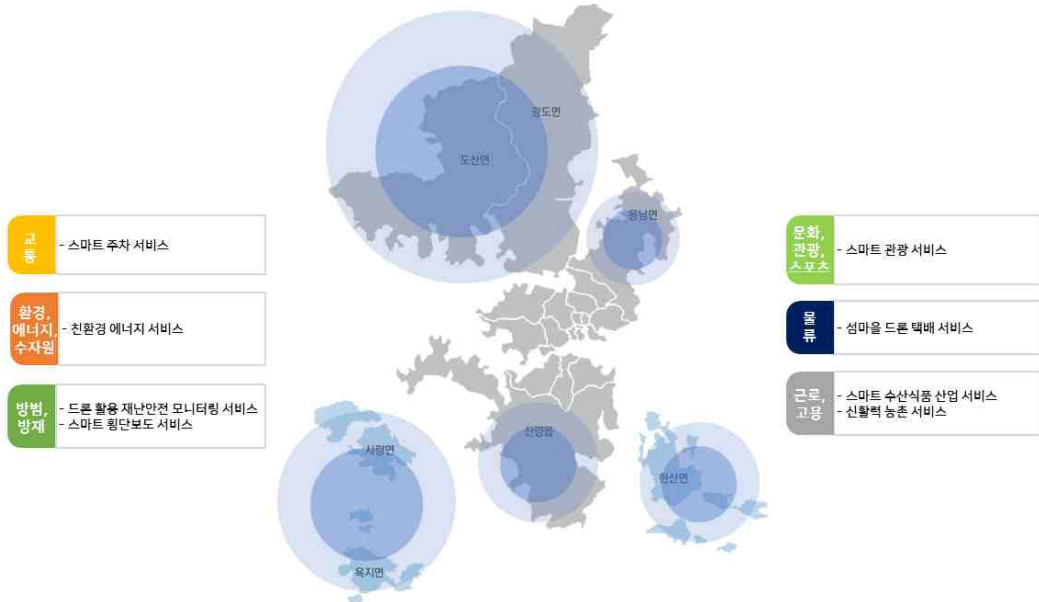 광도면
도산면
용남면
교
통
- 스마트 주차 서비스
문화,
관광,
스포츠
- 스마트 관광 서비스
환경,
에너지,
수자원
- 친환경 에너지 서비스
물
류
- 섬마을 드론 택배 서비스
방범,
방재
- 드론 활용 재난안전 모니터링 서비스
- 스마트 횡단보도 서비스
근로,
고용
- 스마트 수산식품 산업 서비스
- 신활력 농촌 서비스
산양읍
사량면
한산면
욕지면